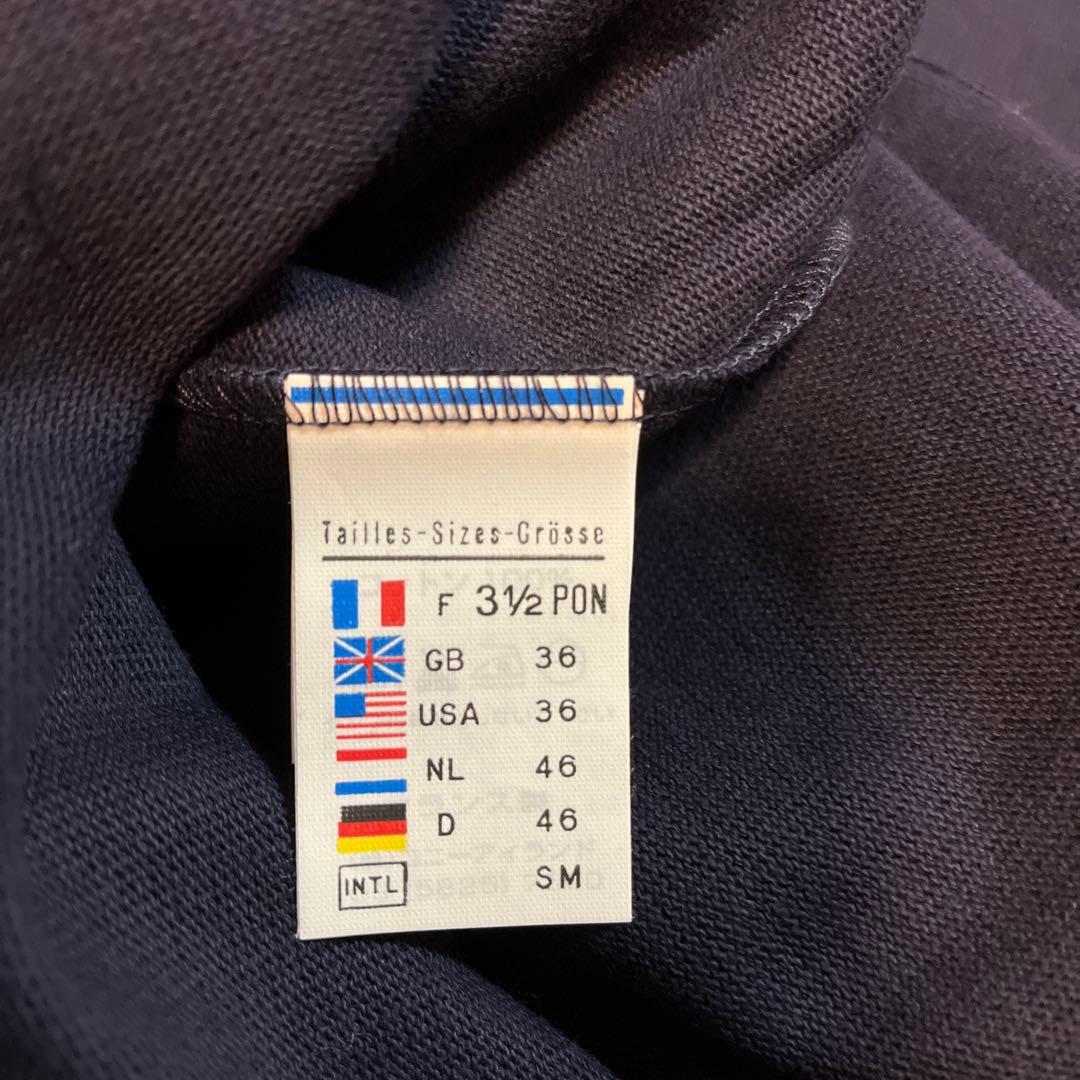 Tailles-Sizes-Grösse
F 3½ PON
GB 36
USA 36
NL 46
D 46
INTL SM